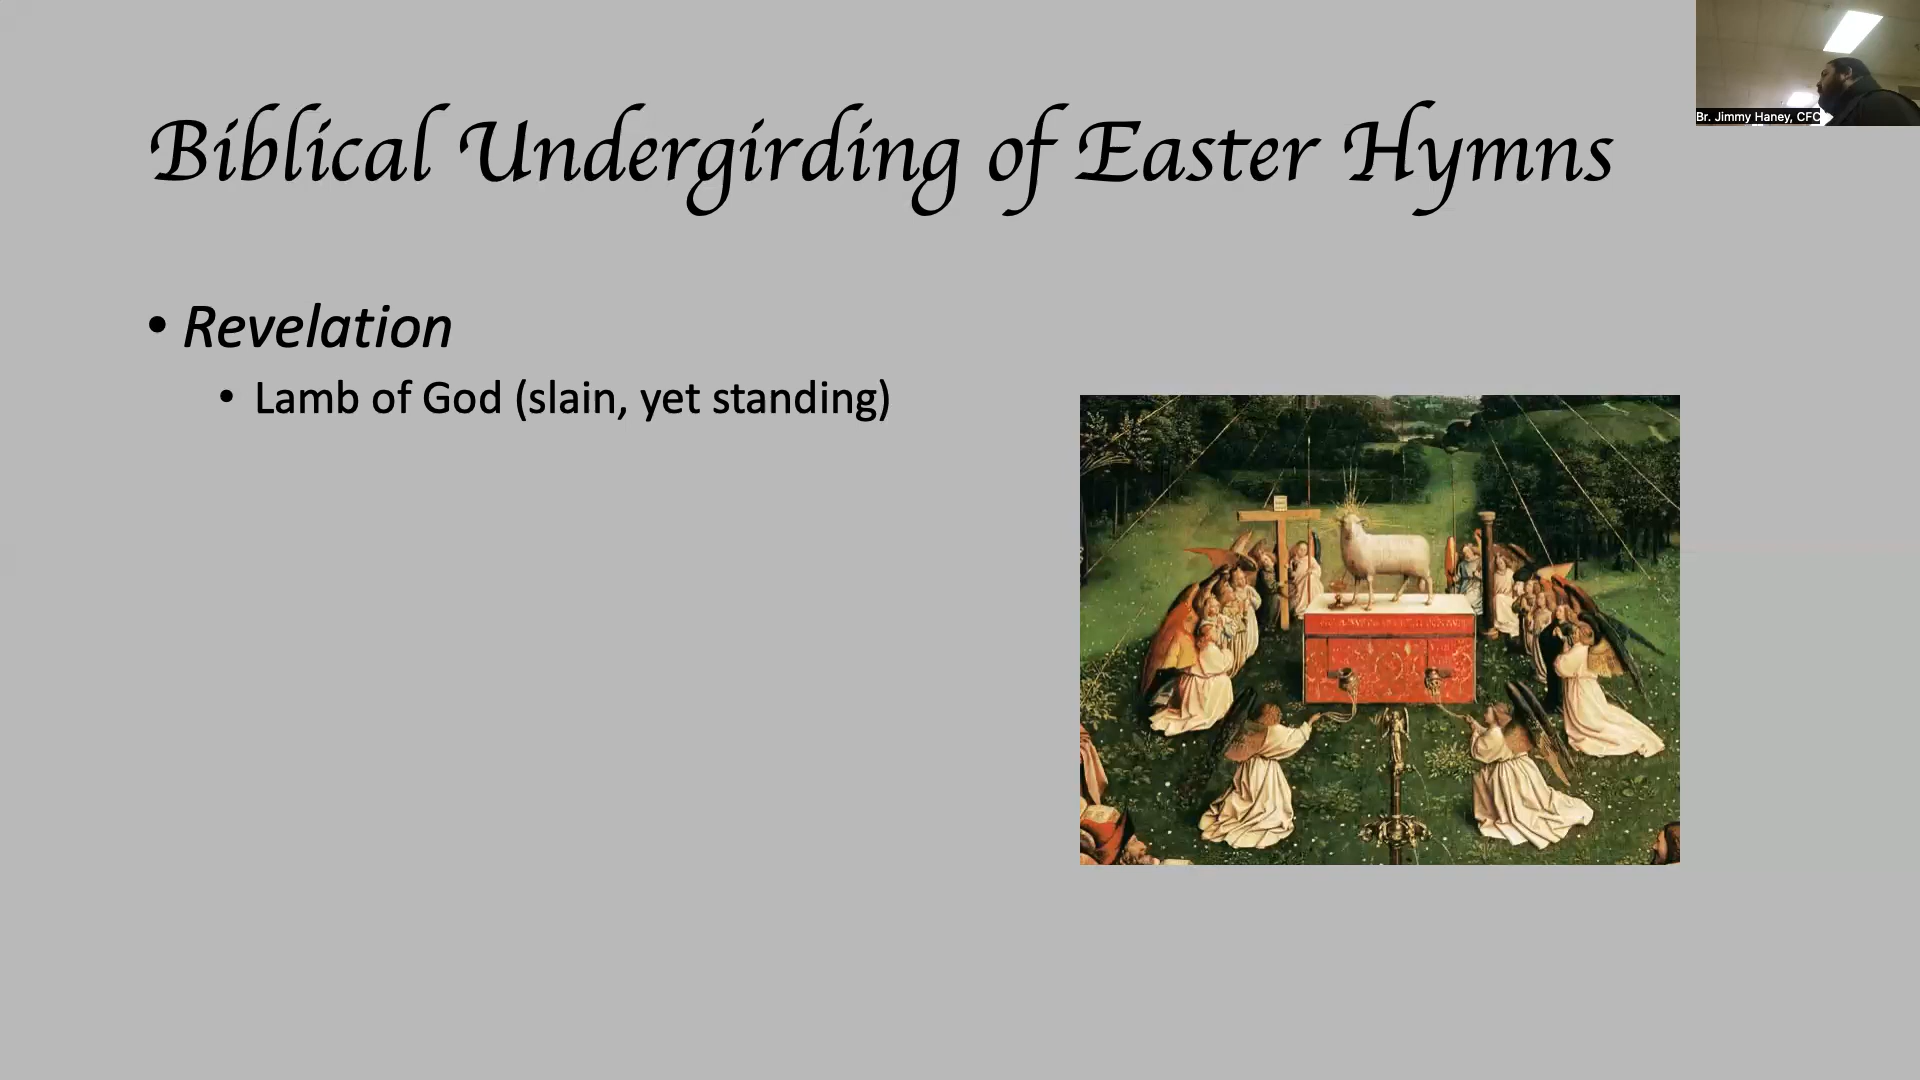 Biblical Undergirding of Easter Hymns
Br. Jimmy Haney, CFC
• Revelation
• Lamb of God (slain, yet standing)